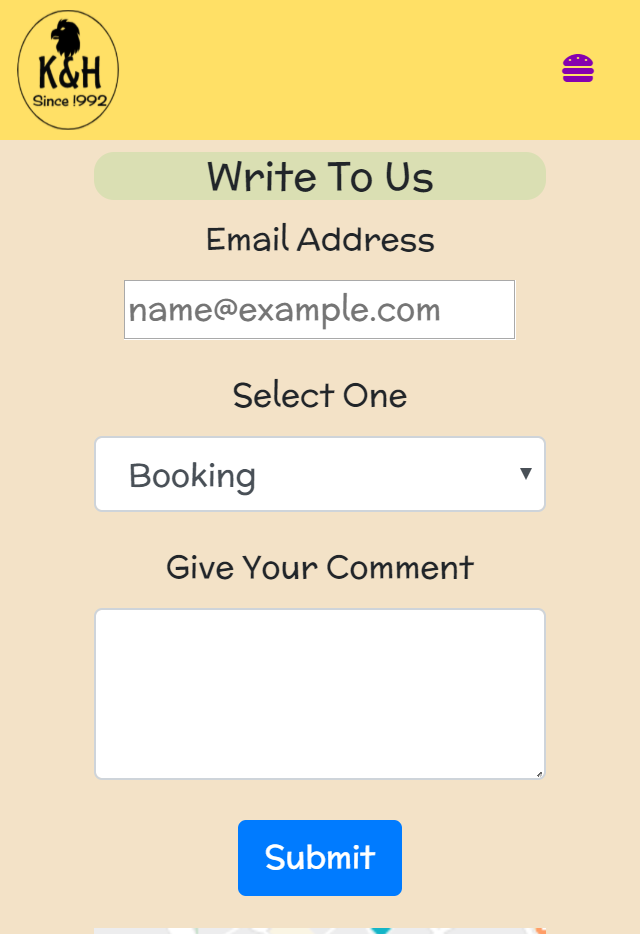 K&H
Since !992
Write To Us
Email Address
name@example.com
Select One
Booking
Give Your Comment
Submit